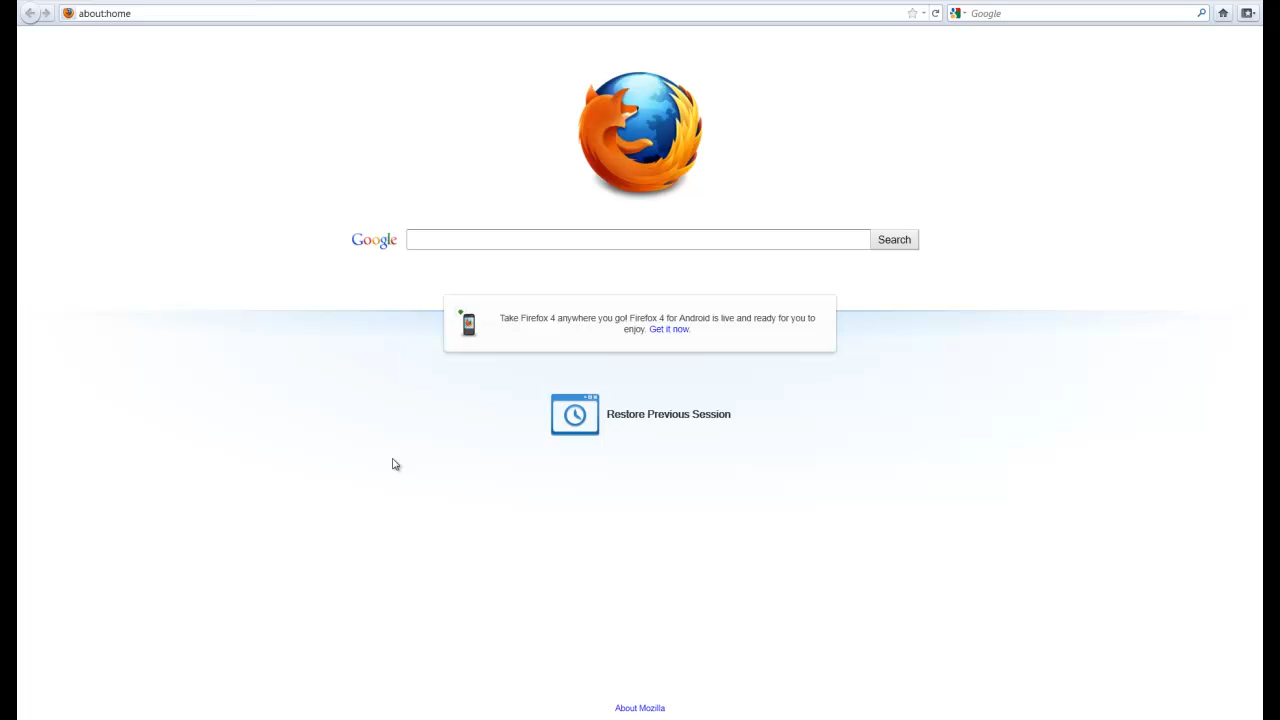 about:home
Google
Google
Search
Take Firefox 4 anywhere you go! Firefox 4 for Android is live and ready for you to
enjoy. Get it now.
Restore Previous Session
About Mozilla